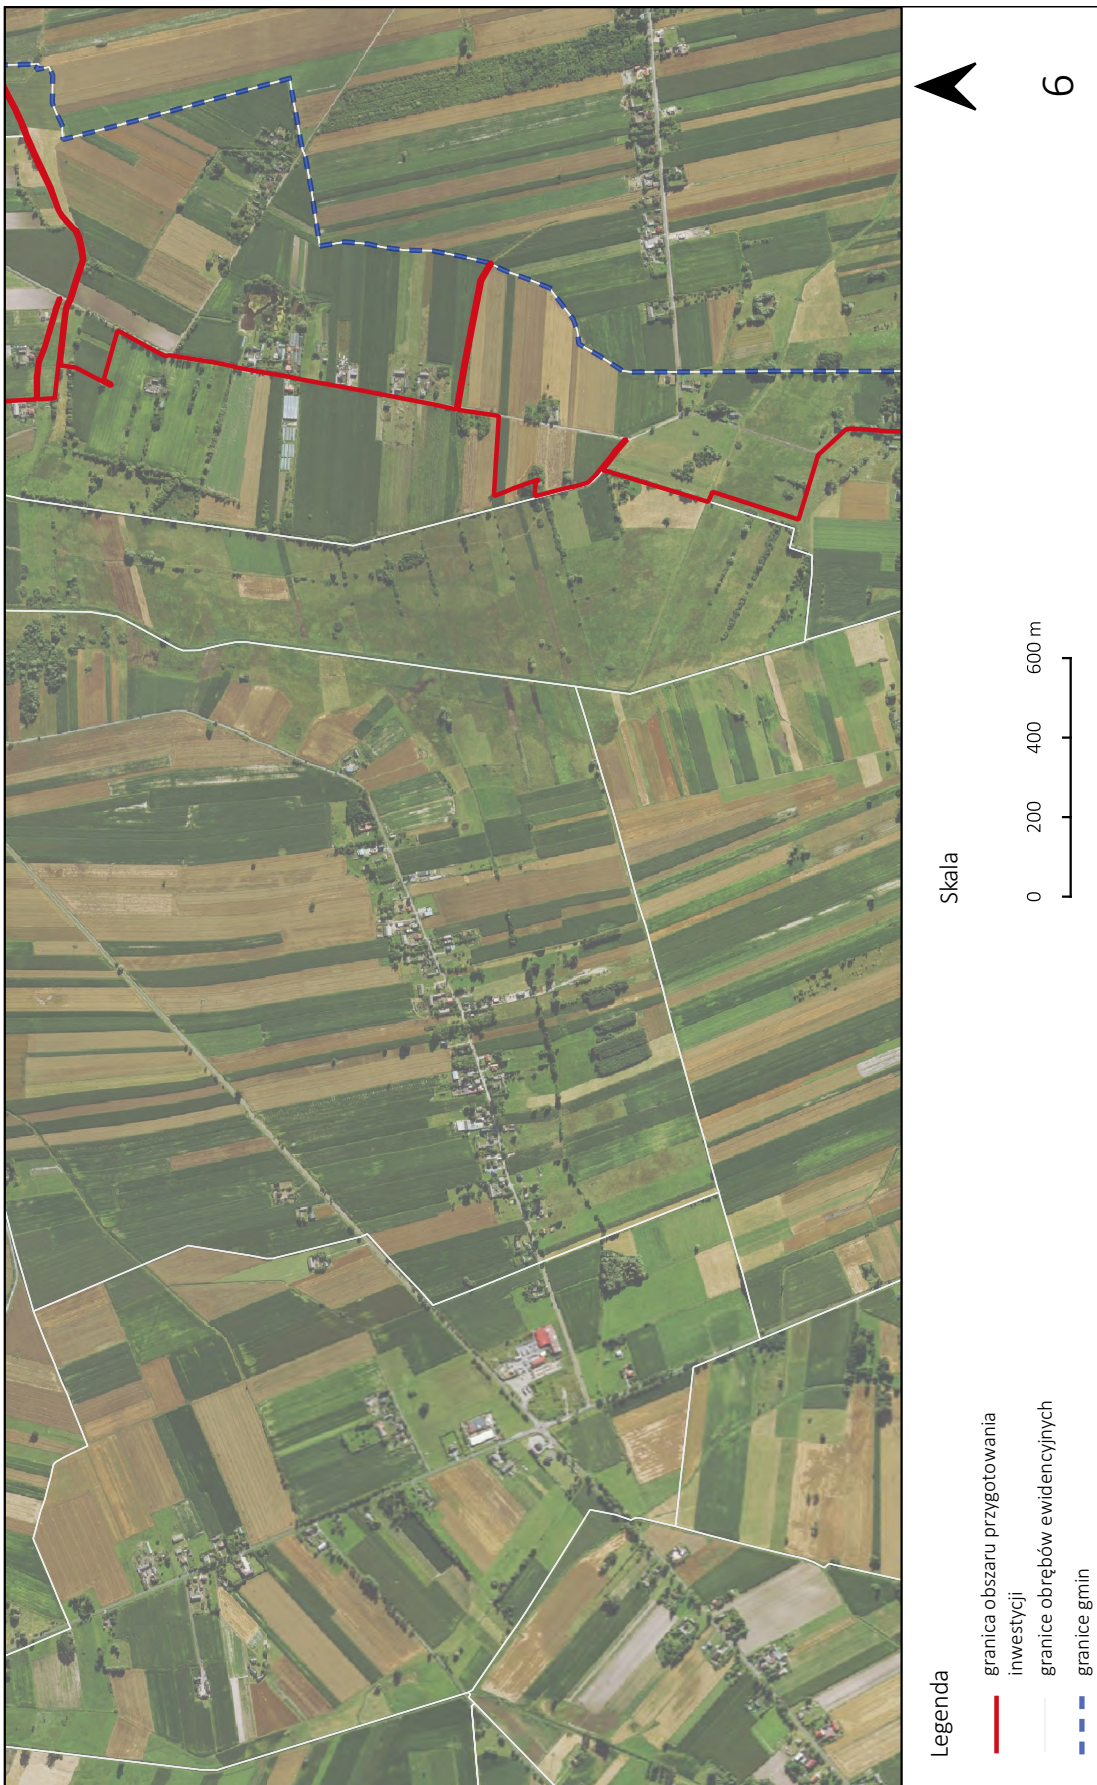 Legenda
granica obszaru przygotowania
inwestycji
granice obrębów ewidencyjnych
granice gmin
Skala
0 200 400 600 m
6